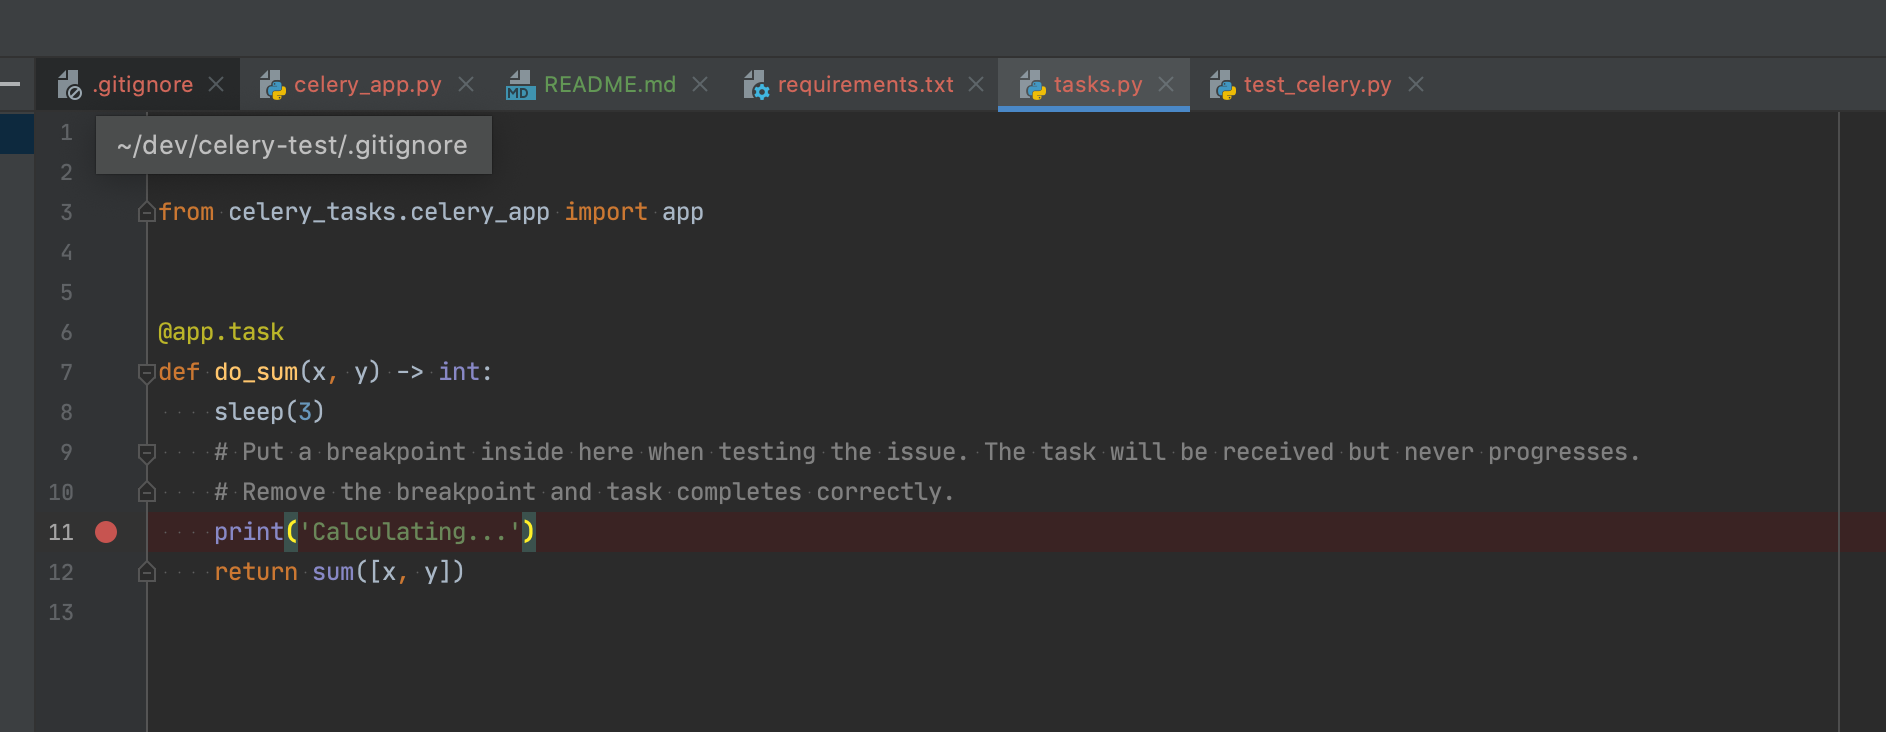 .gitignore celery_app.py MD README.md requirements.txt tasks.py test_celery.py
1
~/dev/celery-test/.gitignore
2
3 from celery_tasks.celery_app import app
4
5
6 @app.task
7 def do_sum(x, y) -> int:
8 sleep(3)
9 # Put a breakpoint inside here when testing the issue. The task will be received but never progresses.
10 # Remove the breakpoint and task completes correctly.
11 print('Calculating...')
12 return sum([x, y])
13